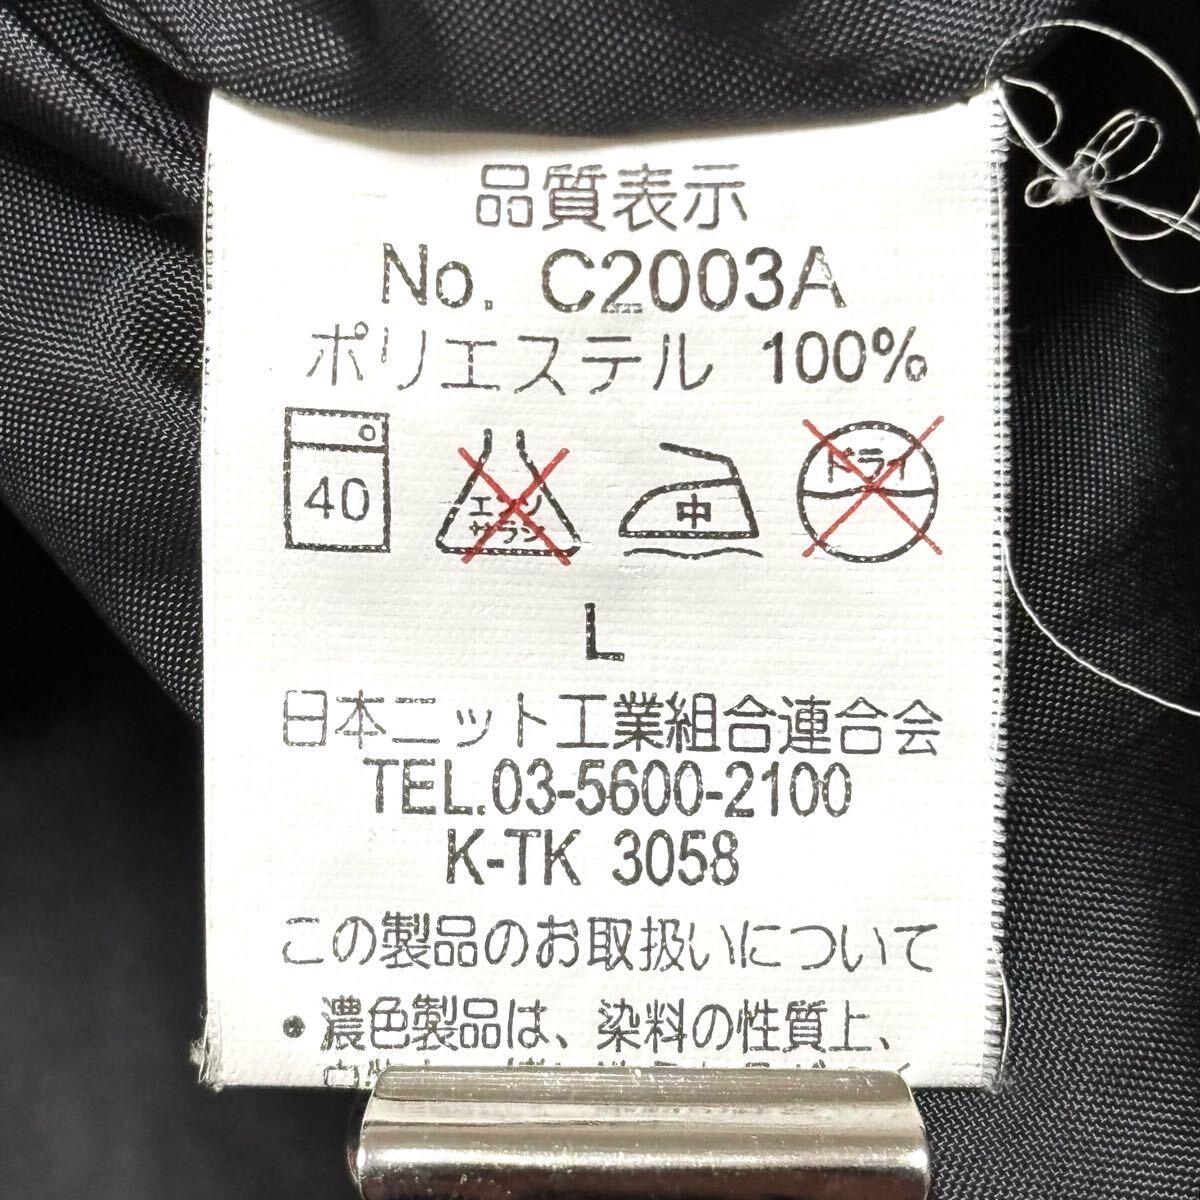 品質表示
No. C2003A
ポリエステル 100%
40
エンソ
サラシ
中
ドライ
L
日本ニット工業組合連合会
TEL.03-5600-2100
K-TK 3058
この製品のお取扱いについて
• 濃色製品は、染料の性質上、